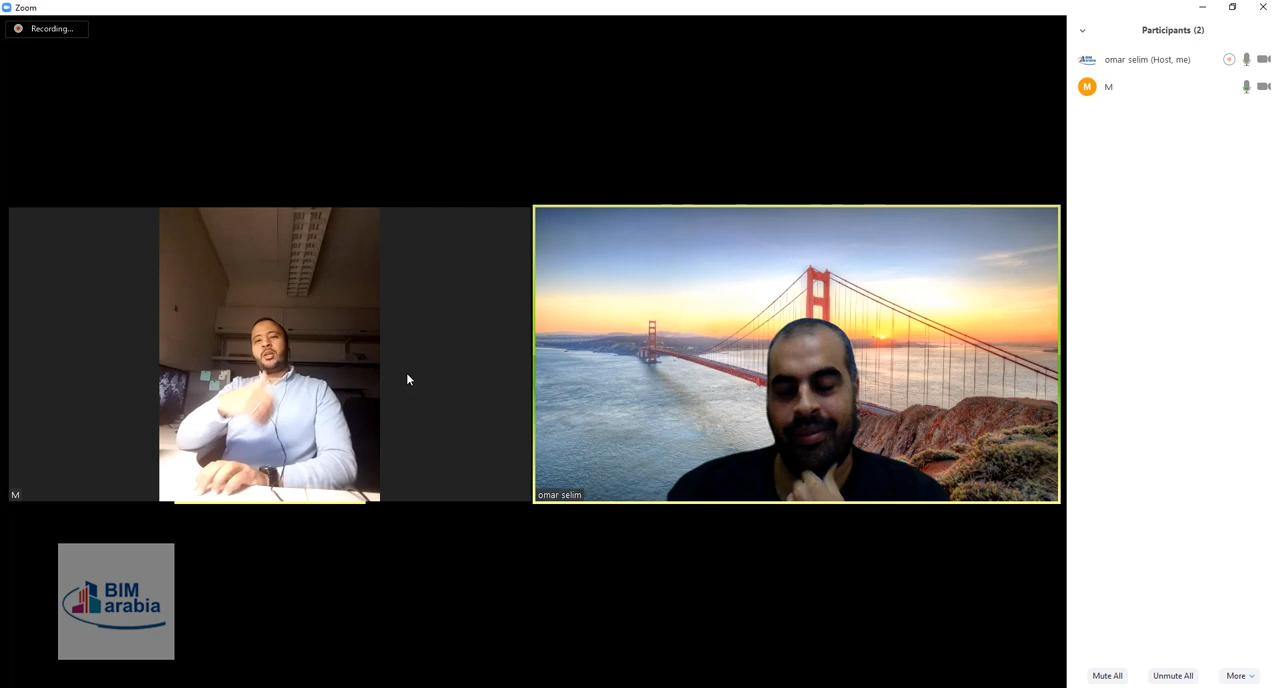 Zoom
Recording...
Participants (2)
omar selim (Host, me)
M
M
M
omar selim
BIM
arabia
Mute All
Unmute All
More